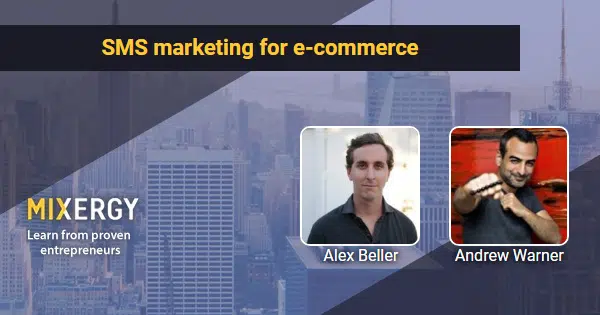 SMS marketing for e-commerce
MIXERGY
Learn from proven
entrepreneurs
Alex Beller
Andrew Warner